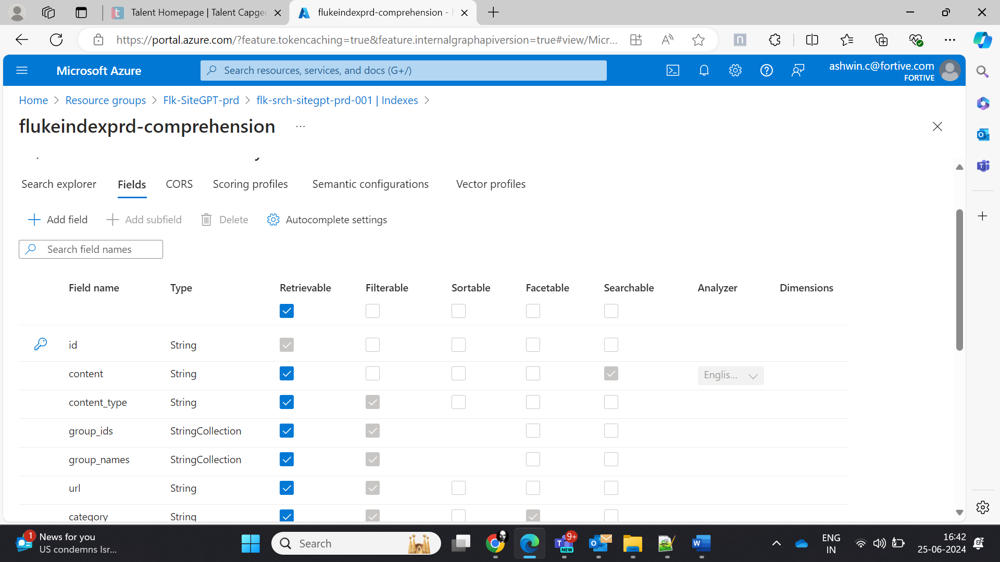 Talent Homepage | Talent Capger
flukeindexprd-comprehension -
https://portal.azure.com/?feature.tokencaching=true&feature.internalgraphapiversion=true#view/Micr...
Microsoft Azure
Search resources, services, and docs (G+/)
ashwin.c@fortive.com
FORTIVE
Home > Resource groups > Flk-SiteGPT-prd > flk-srch-sitegpt-prd-001 | Indexes >
flukeindexprd-comprehension ...
Search explorer Fields CORS Scoring profiles Semantic configurations Vector profiles
Add field Add subfield Delete Autocomplete settings
Search field names
Field name Type Retrievable Filterable Sortable Facetable Searchable Analyzer Dimensions
id String
content String Englis...
content_type String
group_ids StringCollection
group_names StringCollection
url String
category String
1 News for you
US condemns Isr...
Search
9+
NEW
ENG
IN
16:42
25-06-2024